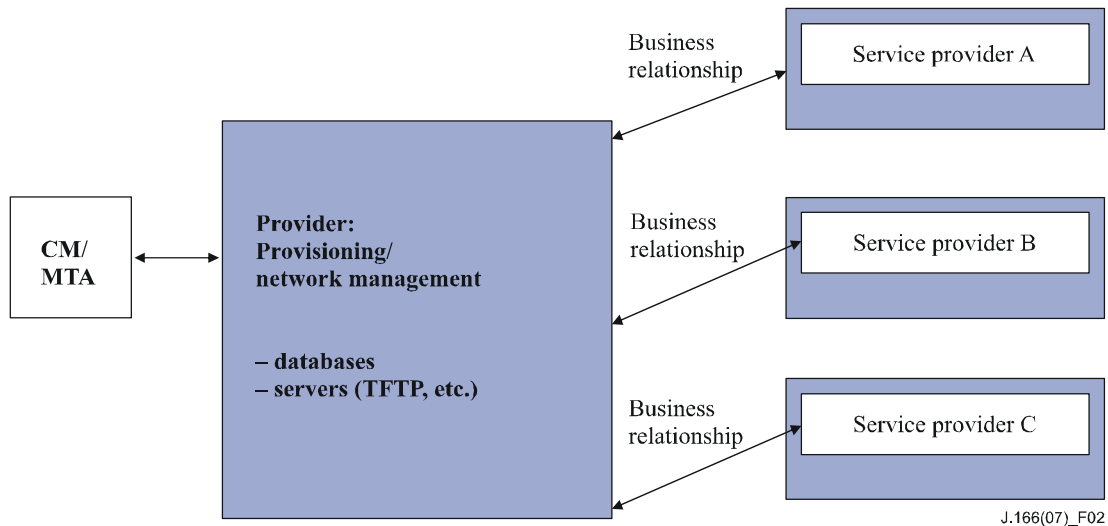 Business
relationship
Service provider A
Business
relationship
Service provider B
CM/
MTA
Provider:
Provisioning/
network management
– databases
– servers (TFTP, etc.)
Business
relationship
Service provider C
J.166(07)_F02